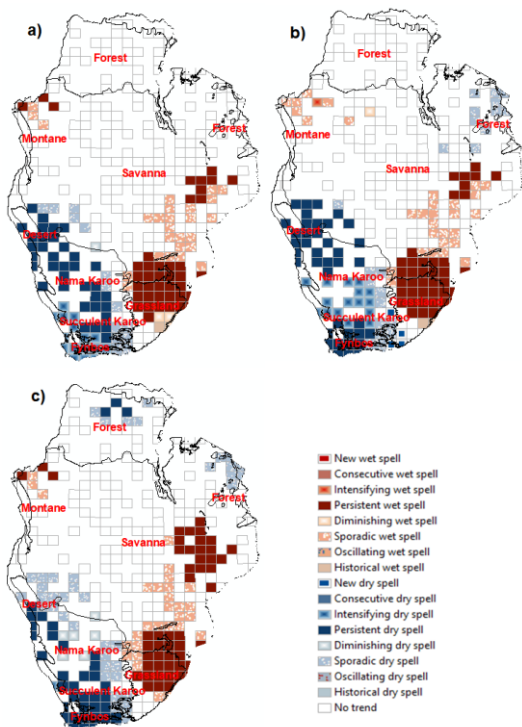 a)
Forest
Montane
Forest
Savanna
Desert
Nama Karoo
Grassland
Succulent Karoo
Fynbos
b)
Montane
Forest
Savanna
Desert
Nama Karoo
Grassland
Succulent Karoo
Fynbos
c)
Forest
Montane
Forest
Savanna
Desert
Nama Karoo
Grassland
Succulent Karoo
Fynbos
New wet spell
Consecutive wet spell
Intensifying wet spell
Persistent wet spell
Diminishing wet spell
Sporadic wet spell
Oscillating wet spell
Historical wet spell
New dry spell
Consecutive dry spell
Intensifying dry spell
Persistent dry spell
Diminishing dry spell
Sporadic dry spell
Oscillating dry spell
Historical dry spell
No trend